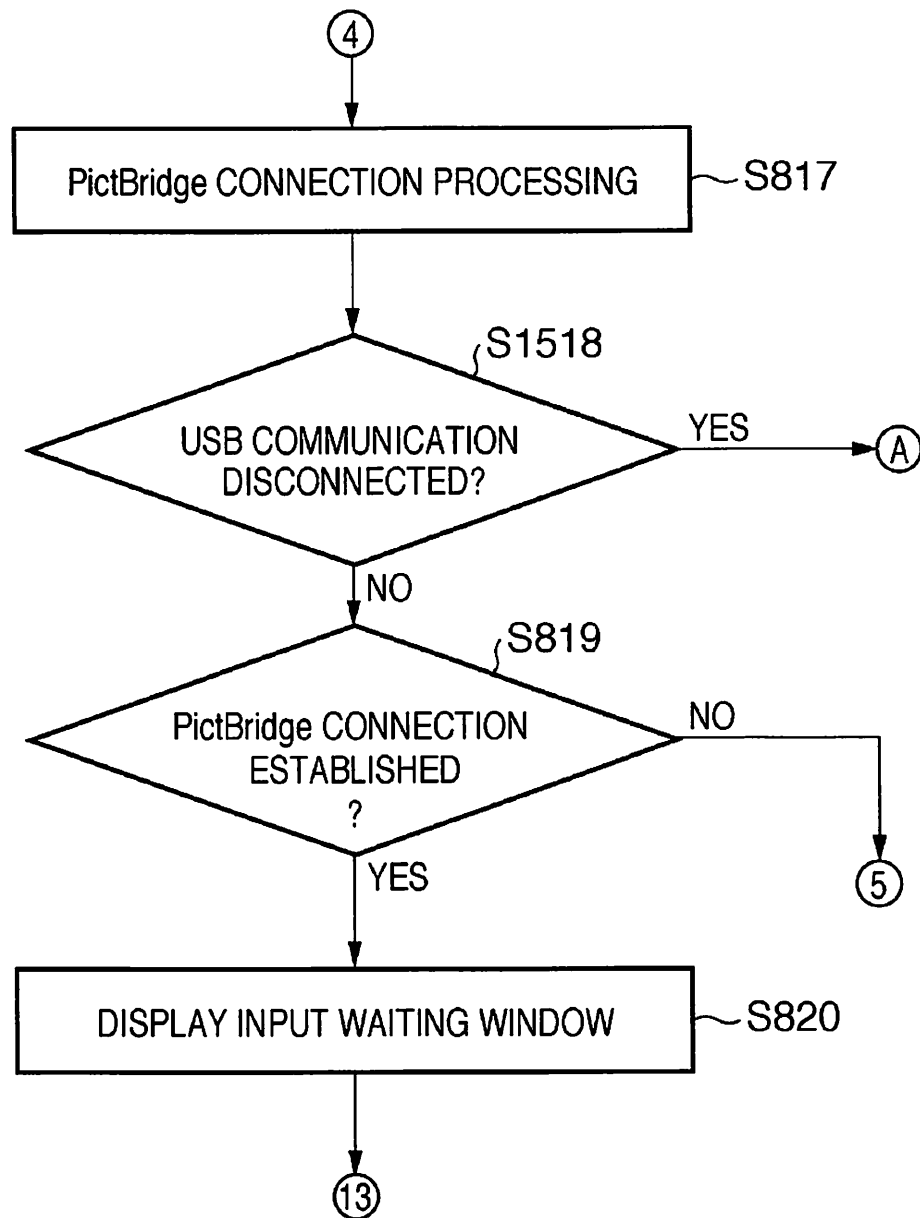 4
PictBridge CONNECTION PROCESSING
S817
S1518
USB COMMUNICATION
DISCONNECTED?
YES
A
NO
S819
PictBridge CONNECTION
ESTABLISHED
?
NO
YES
5
DISPLAY INPUT WAITING WINDOW
S820
13